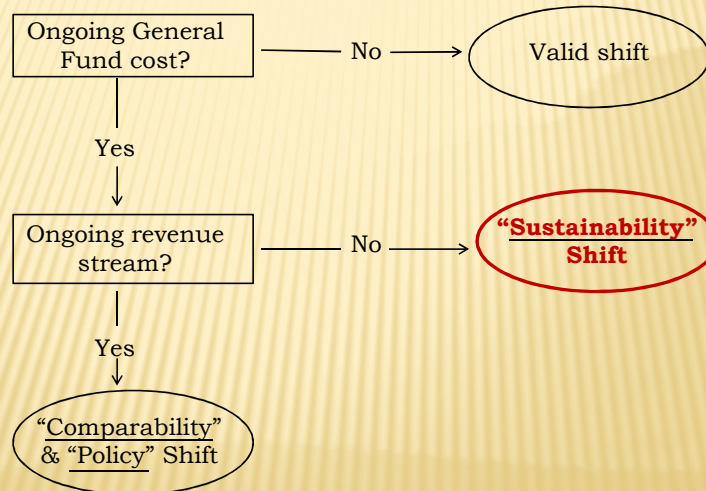 Ongoing General
Fund cost?
No
Valid shift
Yes
Ongoing revenue
stream?
No
“Sustainability”
Shift
Yes
“Comparability”
& “Policy” Shift